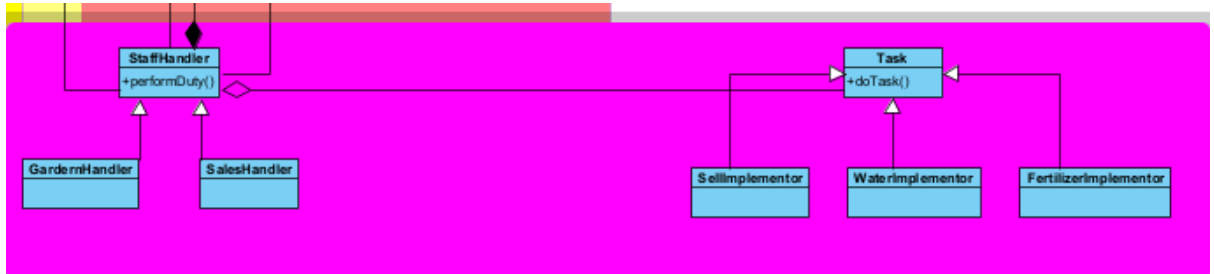 StaffHandler
+performDuty()
Task
+doTask()
GardernHandler
SalesHandler
SellImplementor
WaterImplementor
FertilizerImplementor